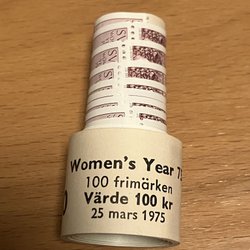 Women's Year
100 frimärken
Värde 100 kr
25 mars 1975